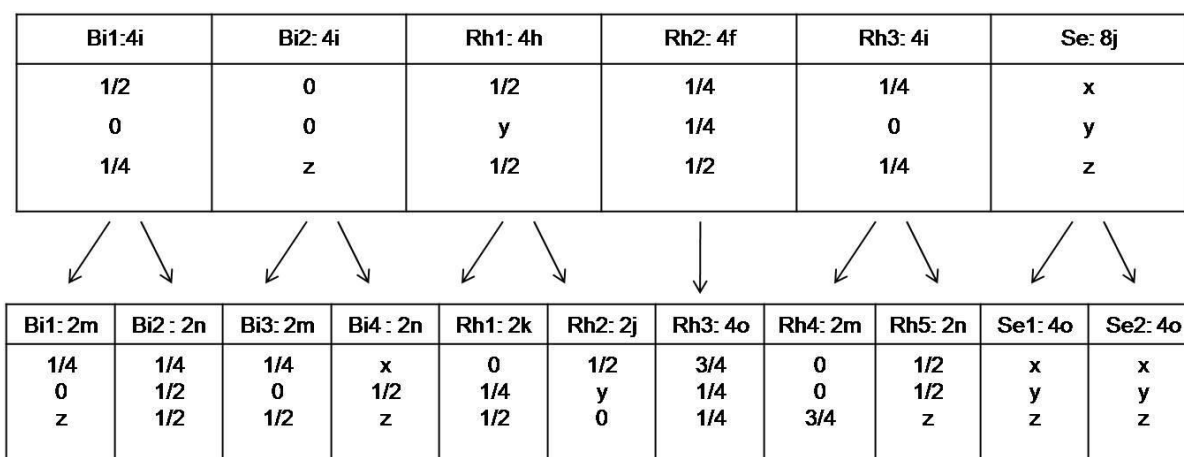 Bi1:4i Bi2: 4i Rh1: 4h Rh2: 4f Rh3: 4i Se: 8j
1/2 0 1/2 1/4 1/4 x
0 0 y 1/4 0 y
1/4 z 1/2 1/2 1/4 z
Bi1: 2m Bi2 : 2n Bi3: 2m Bi4: 2n Rh1: 2k Rh2: 2j Rh3: 4o Rh4: 2m Rh5: 2n Se1: 4o Se2: 4o
1/4 1/4 1/4 x 0 1/2 3/4 0 1/2 x x
0 1/2 0 1/2 1/4 y 1/4 0 1/2 y y
z 1/2 1/2 z 1/2 0 1/4 3/4 z z z